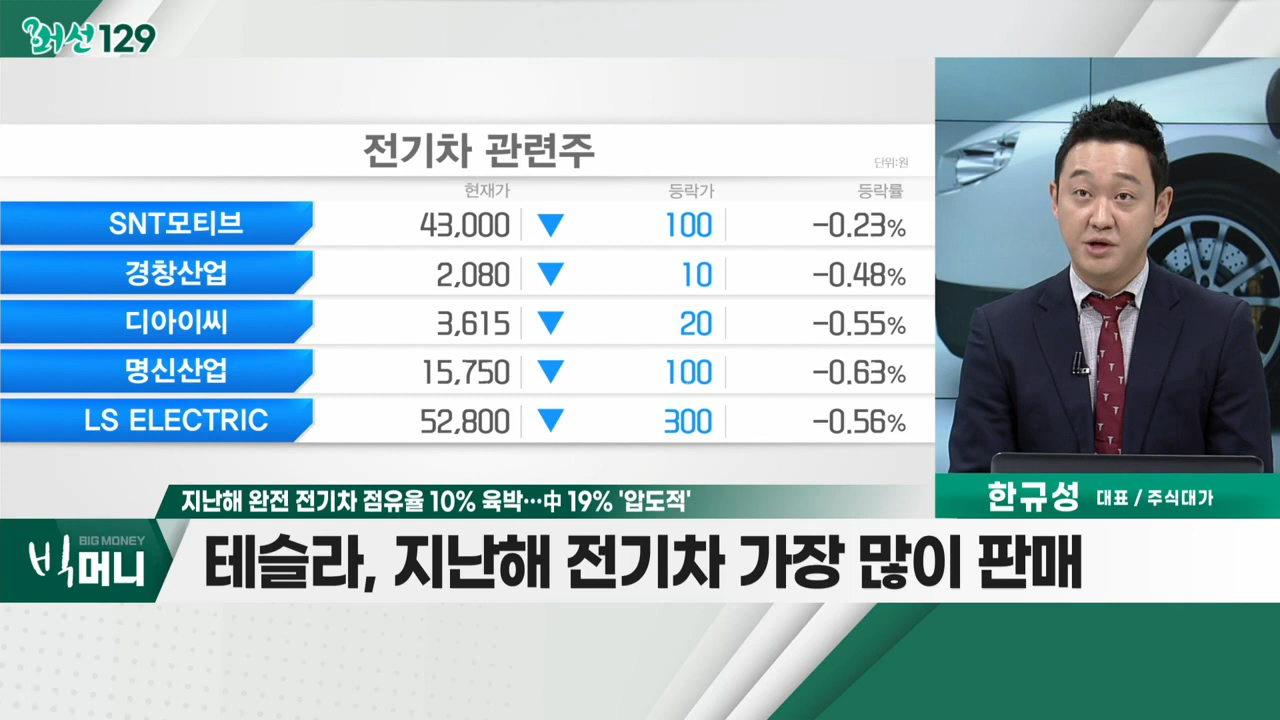 머선129
전기차 관련주
단위:원
현재가 등락가 등락률
SNT모티브 43,000 ▼ 100 -0.23%
경창산업 2,080 ▼ 10 -0.48%
디아이씨 3,615 ▼ 20 -0.55%
명신산업 15,750 ▼ 100 -0.63%
LS ELECTRIC 52,800 ▼ 300 -0.56%
한규성 대표 / 주식대가
지난해 완전 전기차 점유율 10% 육박…中 19% '압도적'
BIG MONEY
빅머니
테슬라, 지난해 전기차 가장 많이 판매